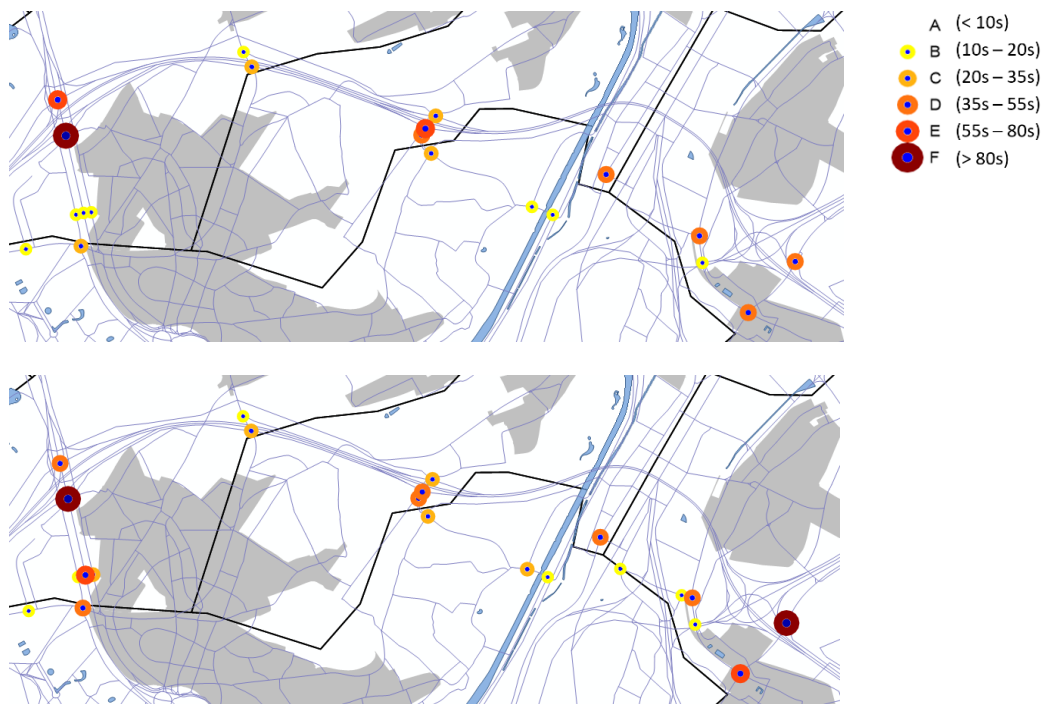 A (< 10s)
B (10s – 20s)
C (20s – 35s)
D (35s – 55s)
E (55s – 80s)
F (> 80s)